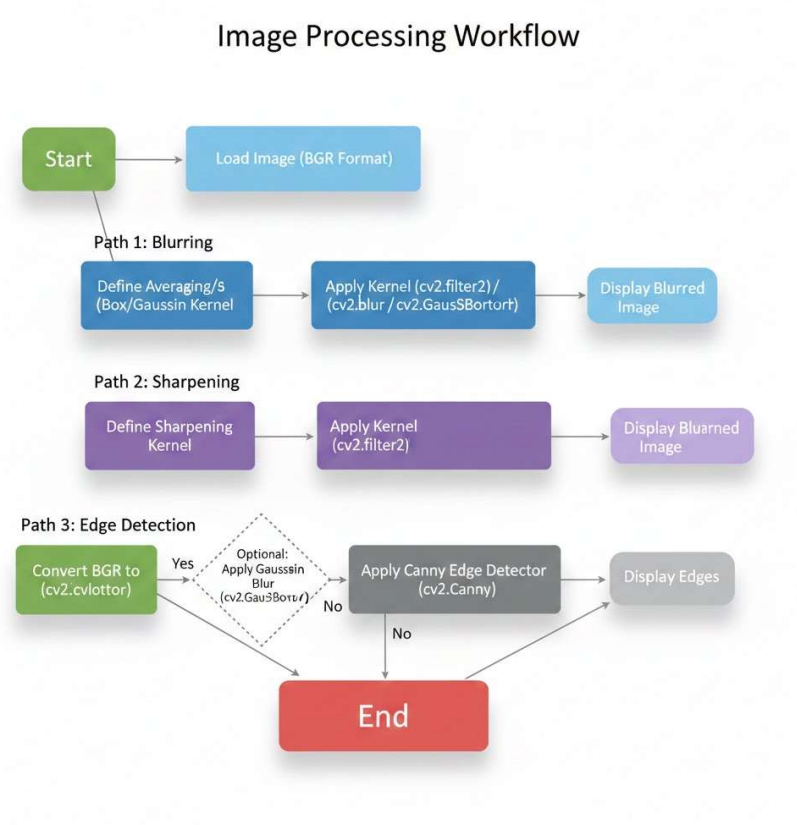 Image Processing Workflow
Start
Load Image (BGR Format)
Path 1: Blurring
Define Averaging/s
(Box/Gaussin Kernel
Apply Kernel (cv2.filter2) /
(cv2.blur / cv2.GausSBortort)
Display Blurred
Image
Path 2: Sharpening
Define Sharpening
Kernel
Apply Kernel
(cv2.filter2)
Display Bluarned
Image
Path 3: Edge Detection
Convert BGR to
(cv2.cvlottor)
Yes
Optional:
Apply Gaussin
Blur
No
Apply Canny Edge Detector
(cv2.Canny)
Display Edges
No
End